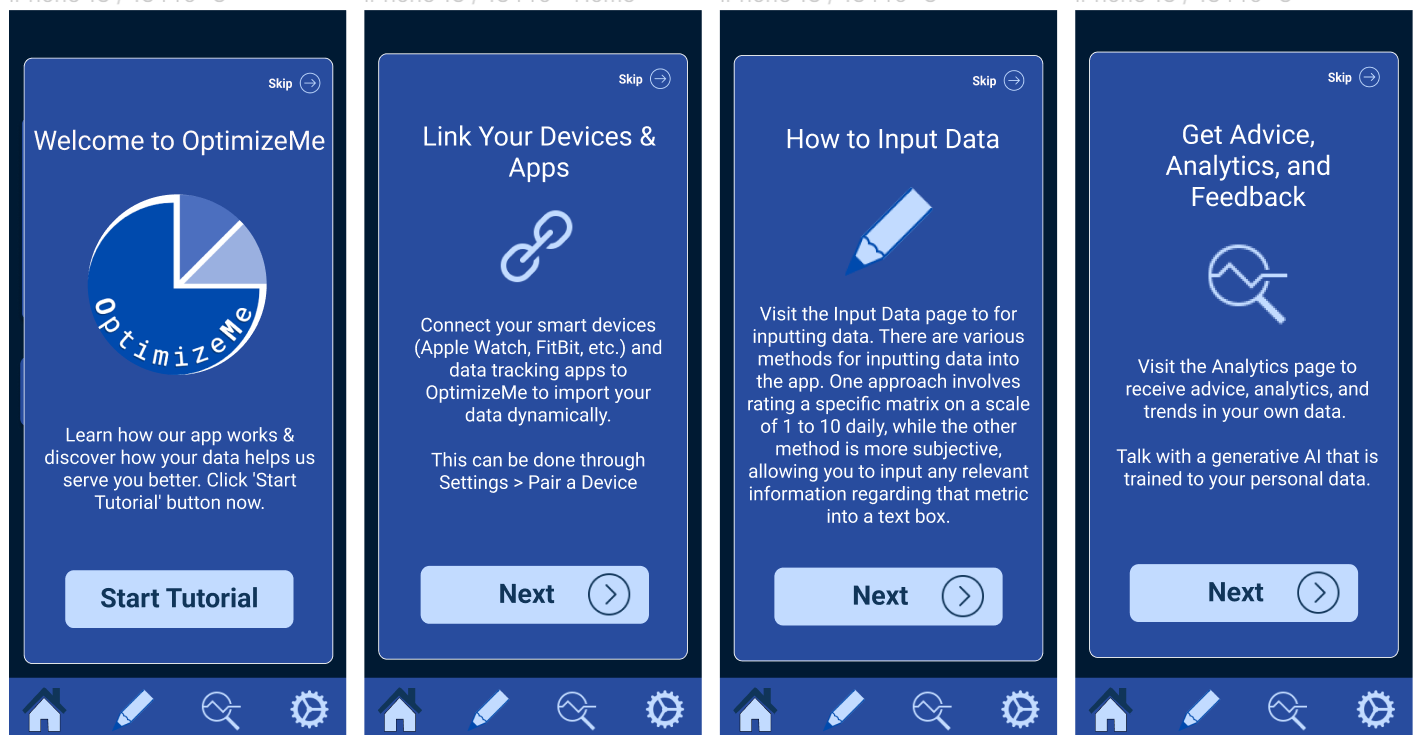 Skip
Welcome to OptimizeMe
OptimizeMe
Learn how our app works &
discover how your data helps us
serve you better. Click 'Start
Tutorial' button now.
Start Tutorial
Skip
Link Your Devices &
Apps
Connect your smart devices
(Apple Watch, FitBit, etc.) and
data tracking apps to
OptimizeMe to import your
data dynamically.
This can be done through
Settings > Pair a Device
Next
Skip
How to Input Data
Visit the Input Data page to for
inputting data. There are various
methods for inputting data into
the app. One approach involves
rating a specific matrix on a scale
of 1 to 10 daily, while the other
method is more subjective,
allowing you to input any relevant
information regarding that metric
into a text box.
Next
Skip
Get Advice,
Analytics, and
Feedback
Visit the Analytics page to
receive advice, analytics, and
trends in your own data.
Talk with a generative AI that is
trained to your personal data.
Next